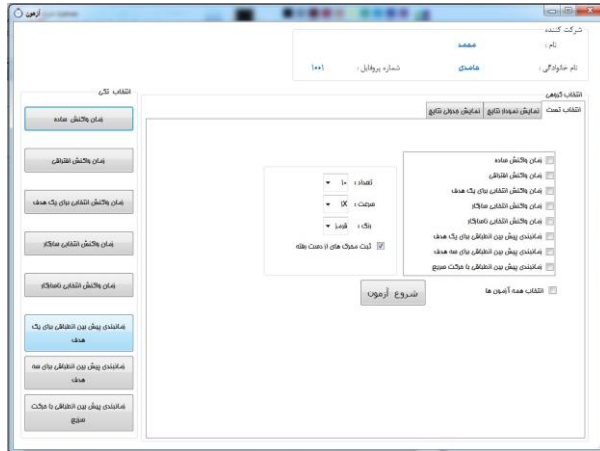 آزمون
شرکت کننده
نام : محمد
نام خانوادگی : حامدی شماره پروفایل : ۱۰۰۱
انتخاب گروهی
انتخاب تست نمایش نمودار نتایج نمایش جدولی نتایج
زمان واکنش ساده
زمان واکنش افتراقی
زمان واکنش انتخابی برای یک هدف
زمان واکنش انتخابی سازگار
زمان واکنش انتخابی ناسازگار
زمانبندی پیش بین انطباقی برای یک هدف
زمانبندی پیش بین انطباقی برای سه هدف
زمانبندی پیش بین انطباقی با حرکت سریع
انتخاب همه آزمون ها
تعداد : ۱۰
سرعت : 1X
رنگ : قرمز
ثبت محرک های از دست رفته
شروع آزمون
انتخاب تکی
زمان واکنش ساده
زمان واکنش افتراقی
زمان واکنش انتخابی برای یک هدف
زمان واکنش انتخابی سازگار
زمان واکنش انتخابی ناسازگار
زمانبندی پیش بین انطباقی برای یک
هدف
زمانبندی پیش بین انطباقی برای سه
هدف
زمانبندی پیش بین انطباقی با حرکت
سریع